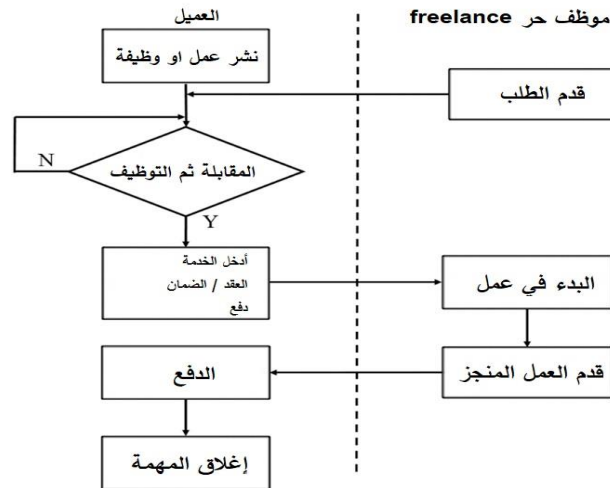 موظف حر freelance
العميل
نشر عمل او وظيفة
قدم الطلب
المقابلة ثم التوظيف
N
Y
أدخل الخدمة
العقد / الضمان
دفع
البدء في عمل
قدم العمل المنجز
الدفع
إغلاق المهمة